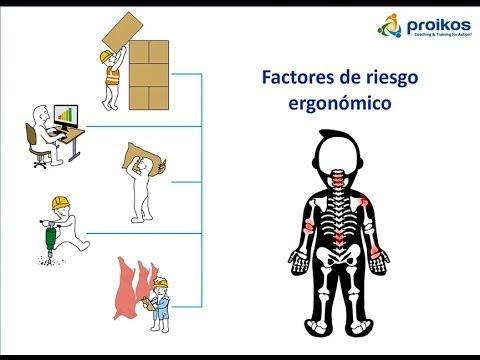 proikos
Coaching & Training for Action!
Factores de riesgo
ergonómico